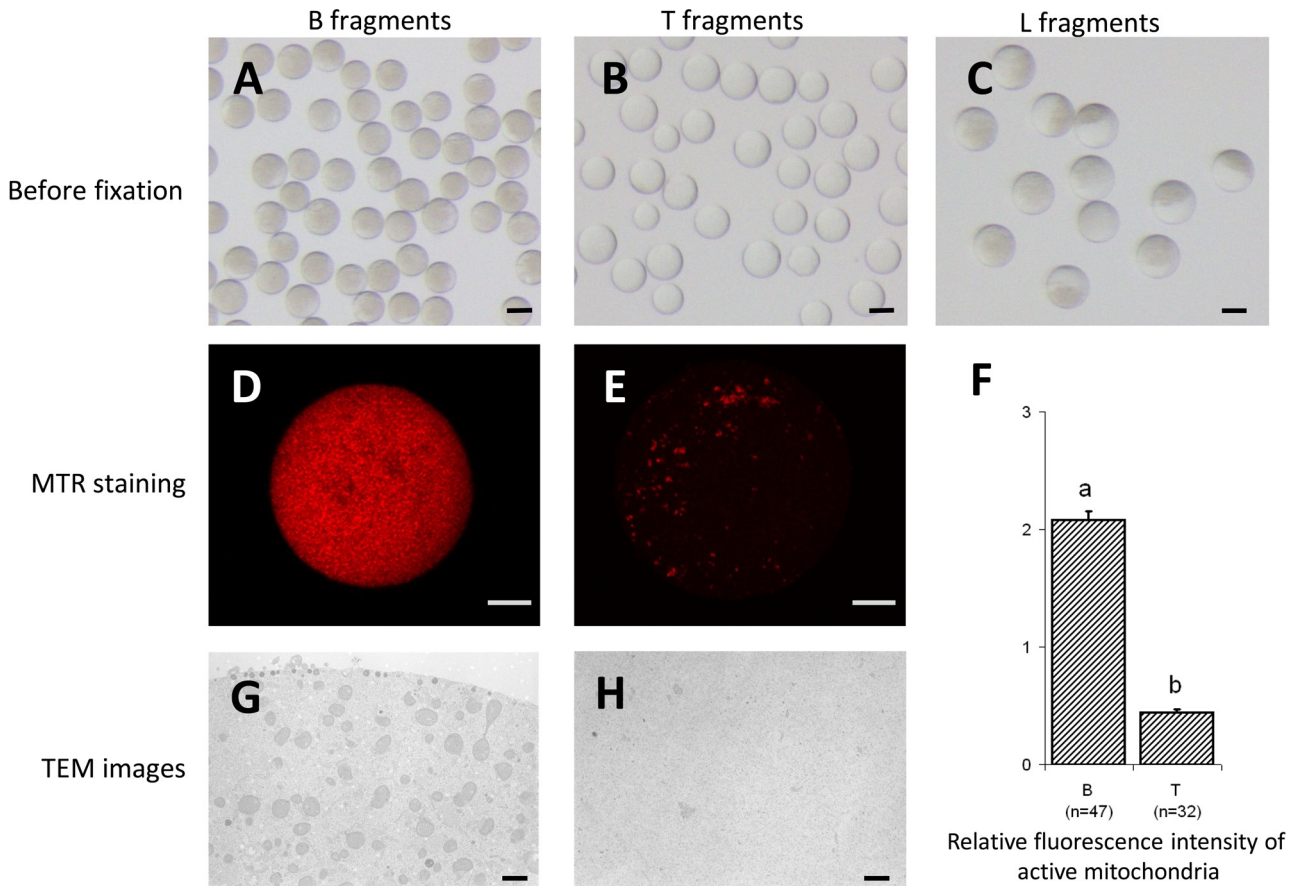 B fragments
T fragments
L fragments
A
B
C
Before fixation
D
E
F
MTR staining
3
2
1
0
a
b
B
(n=47)
T
(n=32)
Relative fluorescence intensity of
active mitochondria
G
H
TEM images